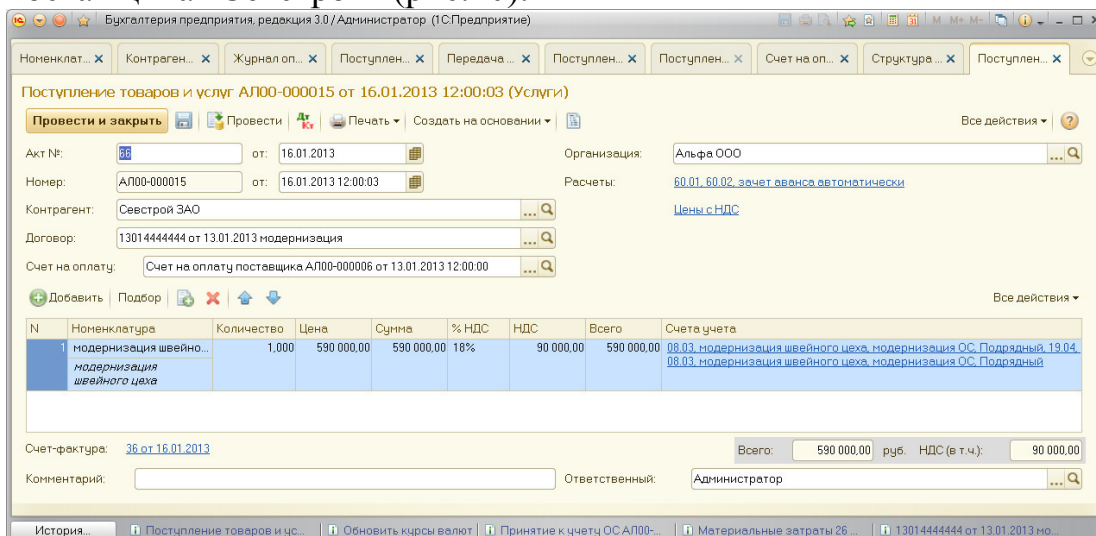 Бухгалтерия предприятия, редакция 3.0 / Администратор (1С:Предприятие)
M M+ M-
Номенклат... Контраген... Журнал оп... Поступлен... Передача ... Поступлен... Поступлен... Счет на оп... Структура ... Поступлен...
Поступление товаров и услуг АЛ00-000015 от 16.01.2013 12:00:03 (Услуги)
Провести и закрыть Провести Дт Кт Печать Создать на основании Все действия ?
Акт №: 66 от: 16.01.2013 Организация: Альфа ООО ...
Номер: АЛ00-000015 от: 16.01.2013 12:00:03 Расчеты: 60.01, 60.02, зачет аванса автоматически
Контрагент: Севстрой ЗАО ... Цены с НДС
Договор: 13014444444 от 13.01.2013 модернизация ...
Счет на оплату: Счет на оплату поставщика АЛ00-000006 от 13.01.2013 12:00:00 ...
Добавить Подбор Все действия
N Номенклатура Количество Цена Сумма % НДС НДС Всего Счета учета
1 модернизация швейно... 1,000 590 000,00 590 000,00 18% 90 000,00 590 000,00 08.03, модернизация швейного цеха, модернизация ОС, Подрядный, 19.04,
модернизация 08.03, модернизация швейного цеха, модернизация ОС, Подрядный
швейного цеха
Счет-фактура: 36 от 16.01.2013 Всего: 590 000,00 руб. НДС (в т.ч.): 90 000,00
Комментарий: Ответственный: Администратор ...
История... Поступление товаров и ус... Обновить курсы валют Принятие к учету ОС АЛ00-... Материальные затраты 26 ... 13014444444 от 13.01.2013 мо...